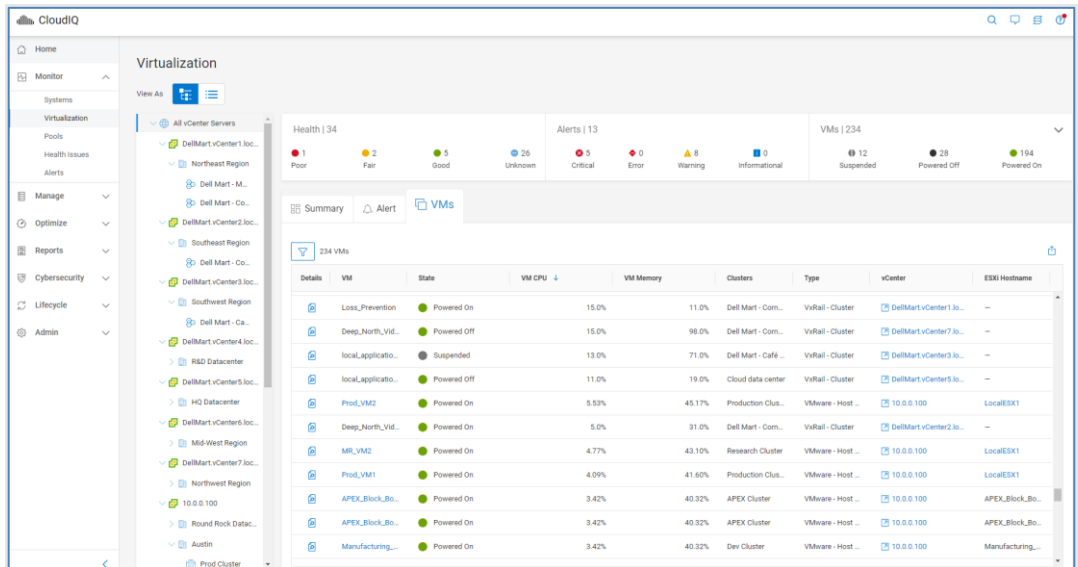 CloudIQ
Home
Monitor
Systems
Virtualization
Pools
Health Issues
Alerts
Manage
Optimize
Reports
Cybersecurity
Lifecycle
Admin
Virtualization
View As
All vCenter Servers
DellMart.vCenter1.loc...
Northeast Region
Dell Mart - M...
Dell Mart - Co...
DellMart.vCenter2.loc...
Southeast Region
Dell Mart - Co...
DellMart.vCenter3.loc...
Southwest Region
Dell Mart - Ca...
DellMart.vCenter4.loc...
R&D Datacenter
DellMart.vCenter5.loc...
HQ Datacenter
DellMart.vCenter6.loc...
Mid-West Region
DellMart.vCenter7.loc...
Northwest Region
10.0.0.100
Round Rock Datac...
Austin
Prod Cluster
Health | 34
1 2 5 26
Poor Fair Good Unknown
Alerts | 13
5 0 8 0
Critical Error Warning Informational
VMs | 234
12 28 194
Suspended Powered Off Powered On
Summary Alert VMs
234 VMs
Details VM State VM CPU VM Memory Clusters Type vCenter ESXi Hostname
Loss_Prevention Powered On 15.0% 11.0% Dell Mart - Com... VxRail - Cluster DellMart.vCenter1.lo... —
Deep_North_Vid... Powered Off 15.0% 98.0% Dell Mart - Com... VxRail - Cluster DellMart.vCenter7.lo... —
local_applicatio... Suspended 13.0% 71.0% Dell Mart - Café ... VxRail - Cluster DellMart.vCenter3.lo... —
local_applicatio... Powered Off 11.0% 19.0% Cloud data center VxRail - Cluster DellMart.vCenter5.lo... —
Prod_VM2 Powered On 5.53% 45.17% Production Clus... VMware - Host ... 10.0.0.100 LocalESX1
Deep_North_Vid... Powered On 5.0% 31.0% Dell Mart - Com... VxRail - Cluster DellMart.vCenter2.lo... —
MR_VM2 Powered On 4.77% 43.10% Research Cluster VMware - Host ... 10.0.0.100 LocalESX1
Prod_VM1 Powered On 4.09% 41.60% Production Clus... VMware - Host ... 10.0.0.100 LocalESX1
APEX_Block_Bo... Powered On 3.42% 40.32% APEX Cluster VMware - Host ... 10.0.0.100 APEX_Block_Bo...
APEX_Block_Bo... Powered On 3.42% 40.32% APEX Cluster VMware - Host ... 10.0.0.100 APEX_Block_Bo...
Manufacturing_... Powered On 3.42% 40.32% Dev Cluster VMware - Host ... 10.0.0.100 Manufacturing_...